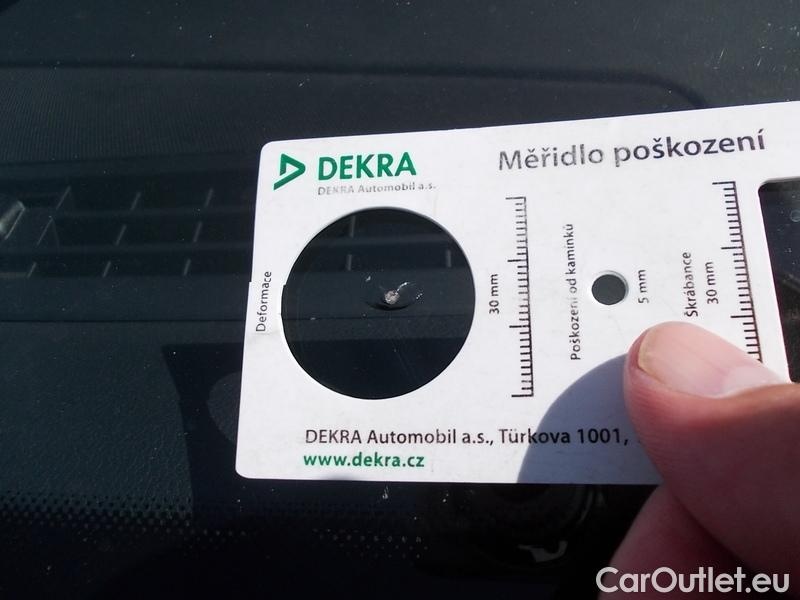 DEKRA
DEKRA Automobil a.s.
Měřidlo poškození
Deformace
30 mm
Poškození od kamínků
5 mm
Škrábance
30 mm
DEKRA Automobil a.s., Türkova 1001,
www.dekra.cz
CarOutlet.eu